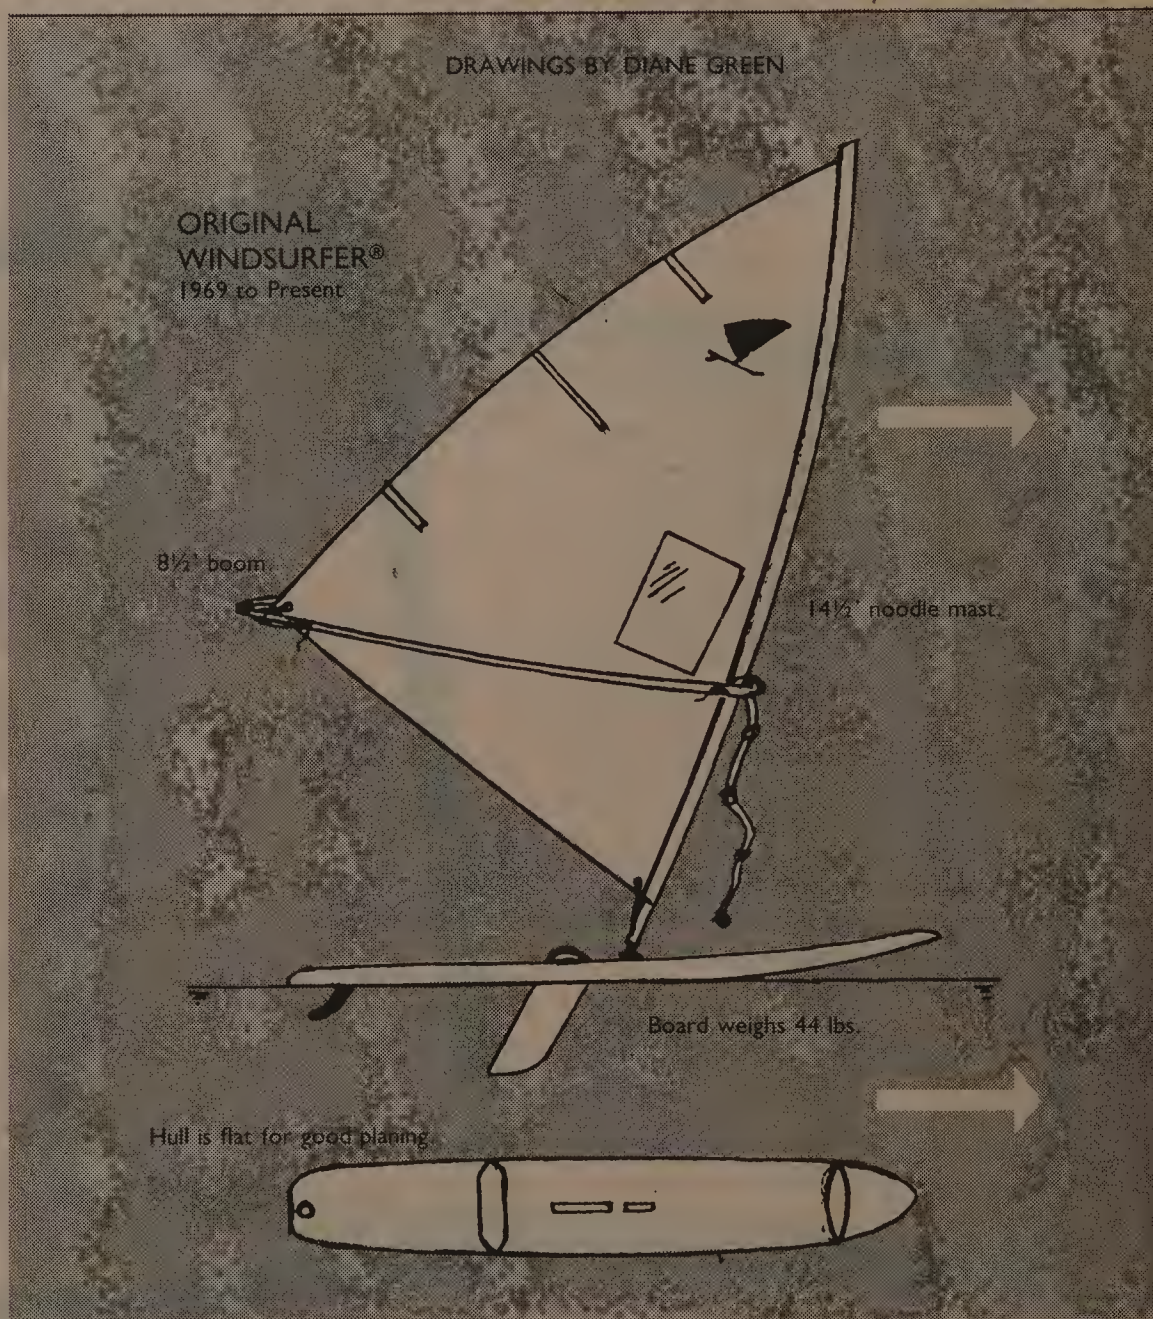 DRAWINGS BY DIANE GREEN
ORIGINAL
WINDSURFER®
1969 to Present
8½' boom.
14½' noodle mast.
Board weighs 44 lbs.
Hull is flat for good planing.